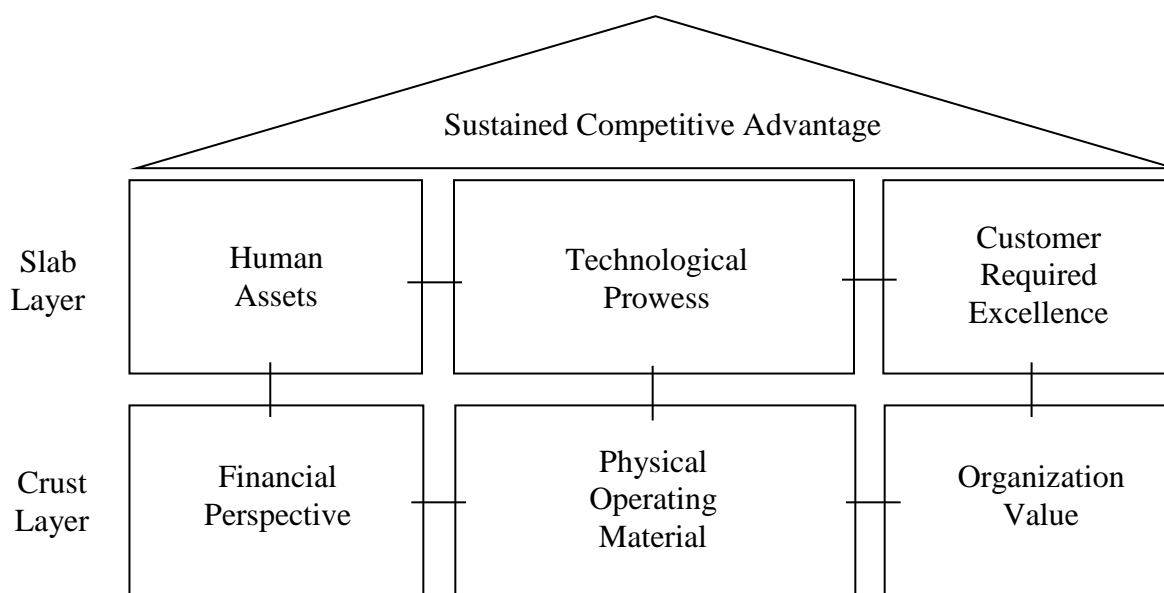 Sustained Competitive Advantage
Slab
Layer
Human
Assets
Technological
Prowess
Customer
Required
Excellence
Crust
Layer
Financial
Perspective
Physical
Operating
Material
Organization
Value